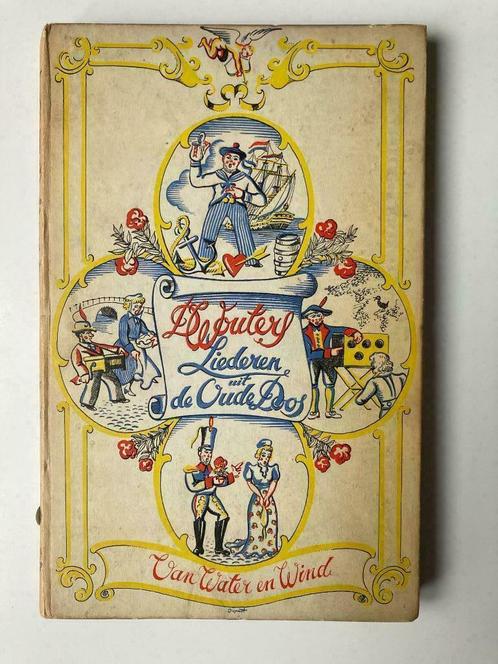 D. Wouters
Liederen
uit
de Oude Doos
Van Water en Wind